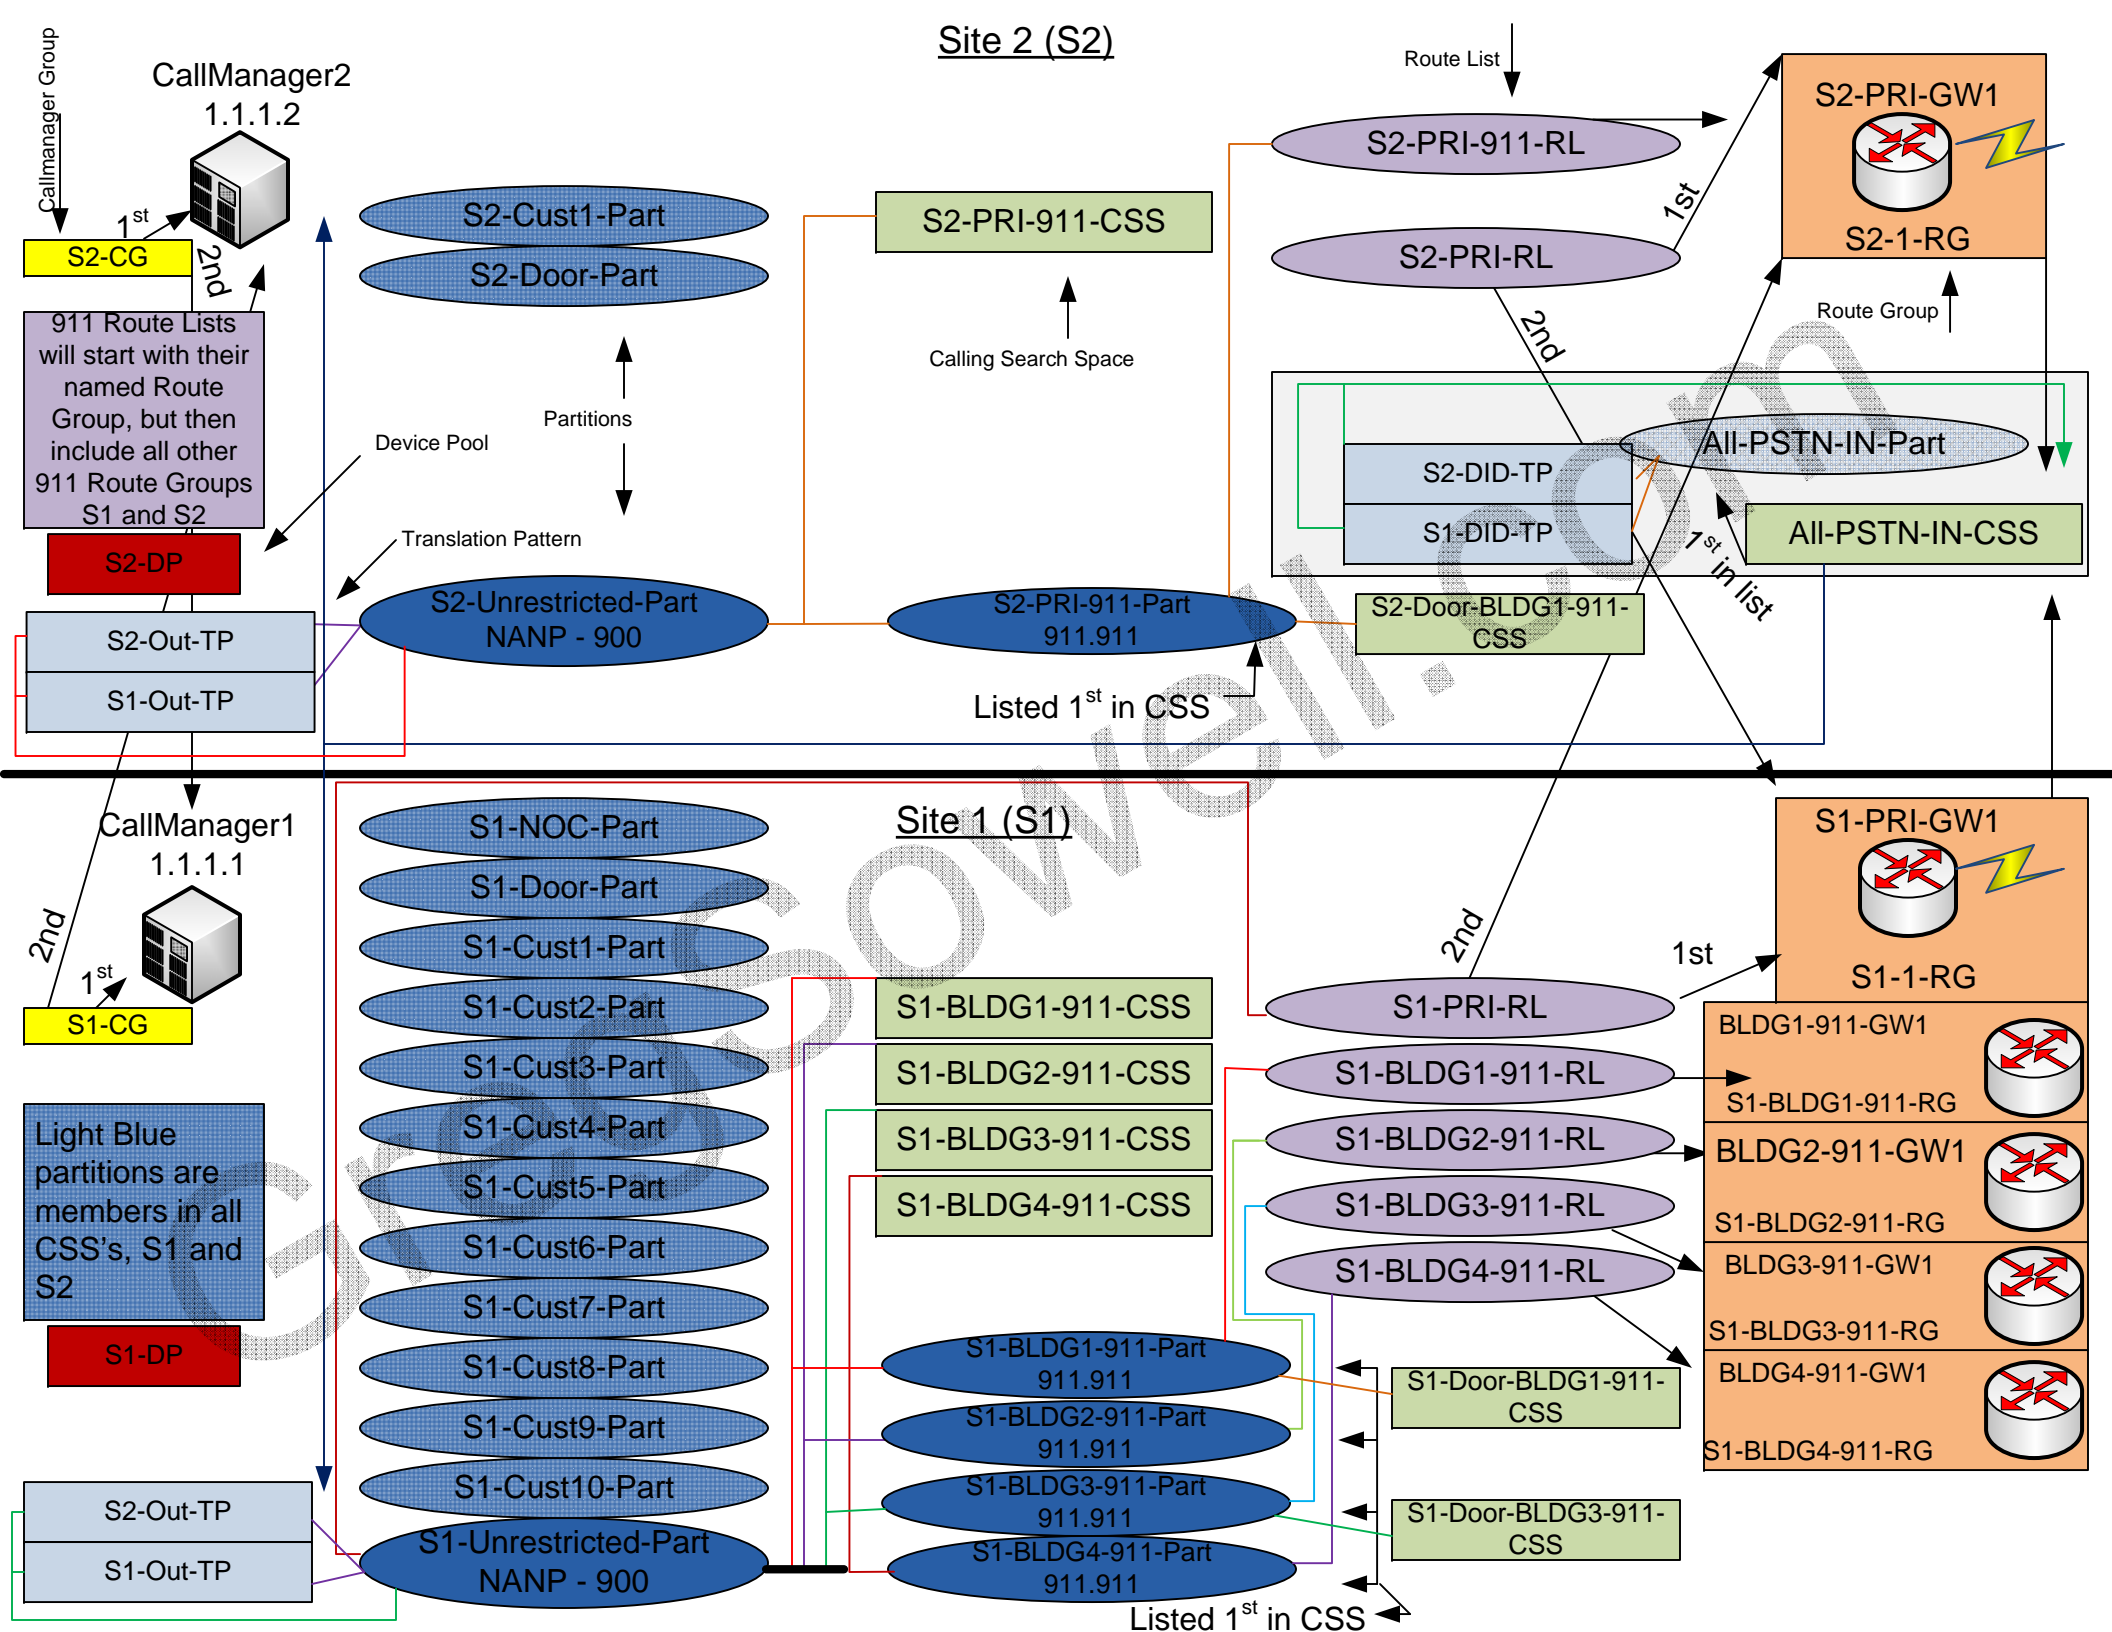 Site 2 (S2)
Callmanager Group
CallManager2
1.1.1.2
1st
S2-CG
2nd
911 Route Lists
will start with their
named Route
Group, but then
include all other
911 Route Groups
S1 and S2
S2-DP
Device Pool
Translation Pattern
S2-Out-TP
S1-Out-TP
S2-Cust1-Part
S2-Door-Part
Partitions
S2-Unrestricted-Part
NANP - 900
S2-PRI-911-CSS
Calling Search Space
S2-PRI-911-Part
911.911
Listed 1st in CSS
S2-Door-BLDG1-911-
CSS
Route List
S2-PRI-911-RL
S2-PRI-RL
1st
2nd
S2-PRI-GW1
S2-1-RG
Route Group
All-PSTN-IN-Part
S2-DID-TP
S1-DID-TP
All-PSTN-IN-CSS
1st in list
GregSowell.com
Site 1 (S1)
CallManager1
1.1.1.1
2nd
1st
S1-CG
Light Blue
partitions are
members in all
CSS's, S1 and
S2
S1-DP
S2-Out-TP
S1-Out-TP
S1-NOC-Part
S1-Door-Part
S1-Cust1-Part
S1-Cust2-Part
S1-Cust3-Part
S1-Cust4-Part
S1-Cust5-Part
S1-Cust6-Part
S1-Cust7-Part
S1-Cust8-Part
S1-Cust9-Part
S1-Cust10-Part
S1-Unrestricted-Part
NANP - 900
S1-BLDG1-911-CSS
S1-BLDG2-911-CSS
S1-BLDG3-911-CSS
S1-BLDG4-911-CSS
S1-BLDG1-911-Part
911.911
S1-BLDG2-911-Part
911.911
S1-BLDG3-911-Part
911.911
S1-BLDG4-911-Part
911.911
Listed 1st in CSS
S1-Door-BLDG1-911-
CSS
S1-Door-BLDG3-911-
CSS
2nd
1st
S1-PRI-RL
S1-BLDG1-911-RL
S1-BLDG2-911-RL
S1-BLDG3-911-RL
S1-BLDG4-911-RL
S1-PRI-GW1
S1-1-RG
BLDG1-911-GW1
S1-BLDG1-911-RG
BLDG2-911-GW1
S1-BLDG2-911-RG
BLDG3-911-GW1
S1-BLDG3-911-RG
BLDG4-911-GW1
S1-BLDG4-911-RG